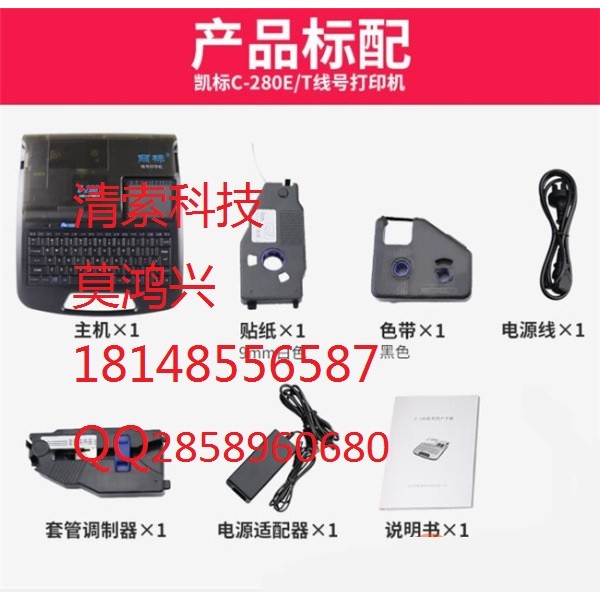 产品标配
凯标C-280E/T线号打印机
凯标
清索科技
莫鸿兴
主机×1
贴纸×1
色带×1
电源线×1
9mm白色
黑色
18148556587
QQ2858960680
套管调制器×1
电源适配器×1
说明书×1